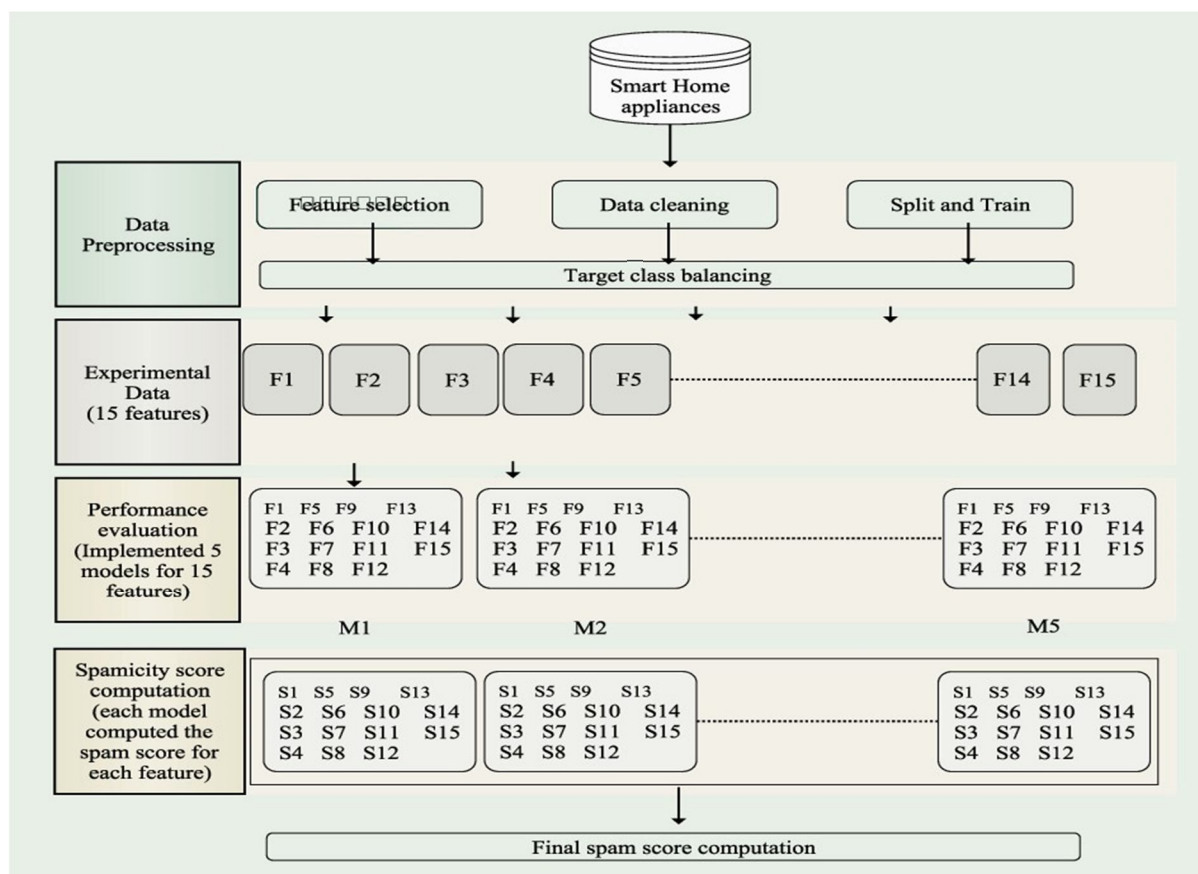 Smart Home
appliances
Data
Preprocessing
Feature selection
Data cleaning
Split and Train
Target class balancing
Experimental
Data
(15 features)
F1
F2
F3
F4
F5
F14
F15
Performance
evaluation
(Implemented 5
models for 15
features)
F1 F5 F9 F13
F2 F6 F10 F14
F3 F7 F11 F15
F4 F8 F12
F1 F5 F9 F13
F2 F6 F10 F14
F3 F7 F11 F15
F4 F8 F12
F1 F5 F9 F13
F2 F6 F10 F14
F3 F7 F11 F15
F4 F8 F12
M1
M2
M5
Spamicity score
computation
(each model
computed the
spam score for
each feature)
S1 S5 S9 S13
S2 S6 S10 S14
S3 S7 S11 S15
S4 S8 S12
S1 S5 S9 S13
S2 S6 S10 S14
S3 S7 S11 S15
S4 S8 S12
S1 S5 S9 S13
S2 S6 S10 S14
S3 S7 S11 S15
S4 S8 S12
Final spam score computation